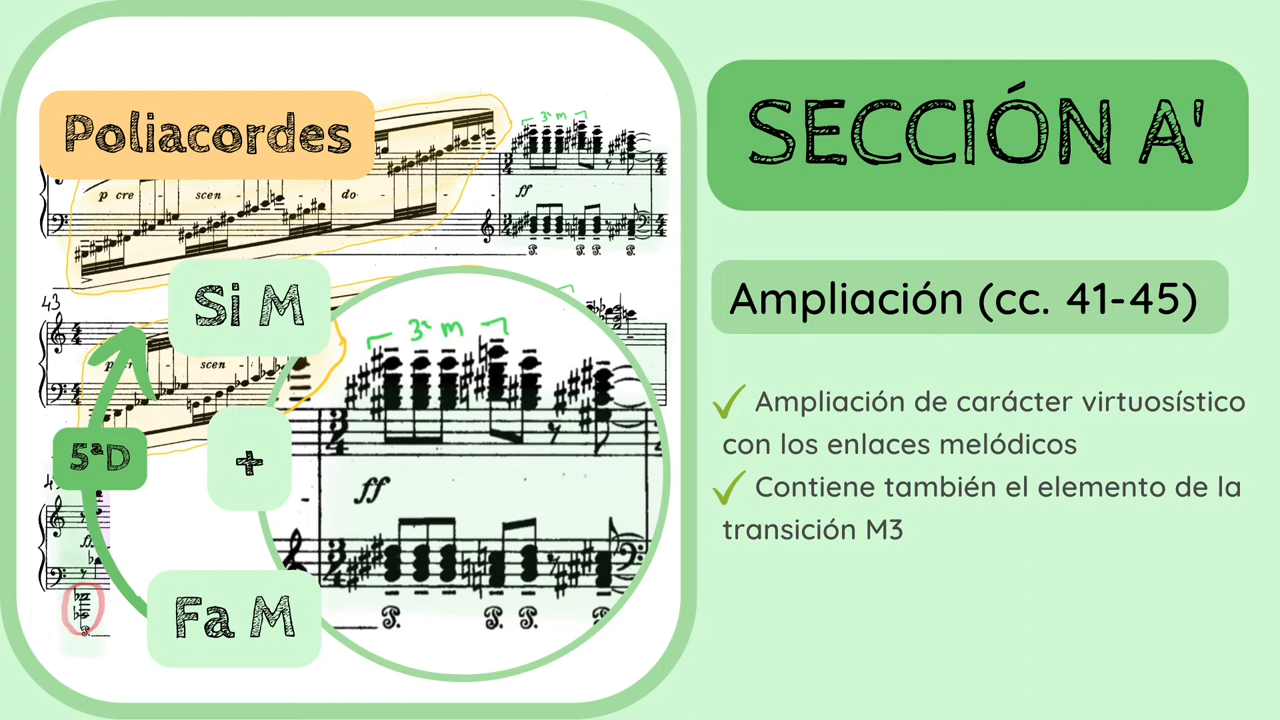 Poliacordes
3ª m
p cre - scen - do -
ff
Si M
43
scen
3ª m
5ªD
+
ff
Fa M
SECCIÓN A'
Ampliación (cc. 41-45)
✓ Ampliación de carácter virtuosístico
con los enlaces melódicos
✓ Contiene también el elemento de la
transición M3